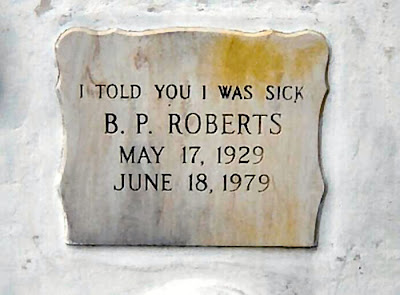 I TOLD YOU I WAS SICK
B. P. ROBERTS
MAY 17, 1929
JUNE 18, 1979